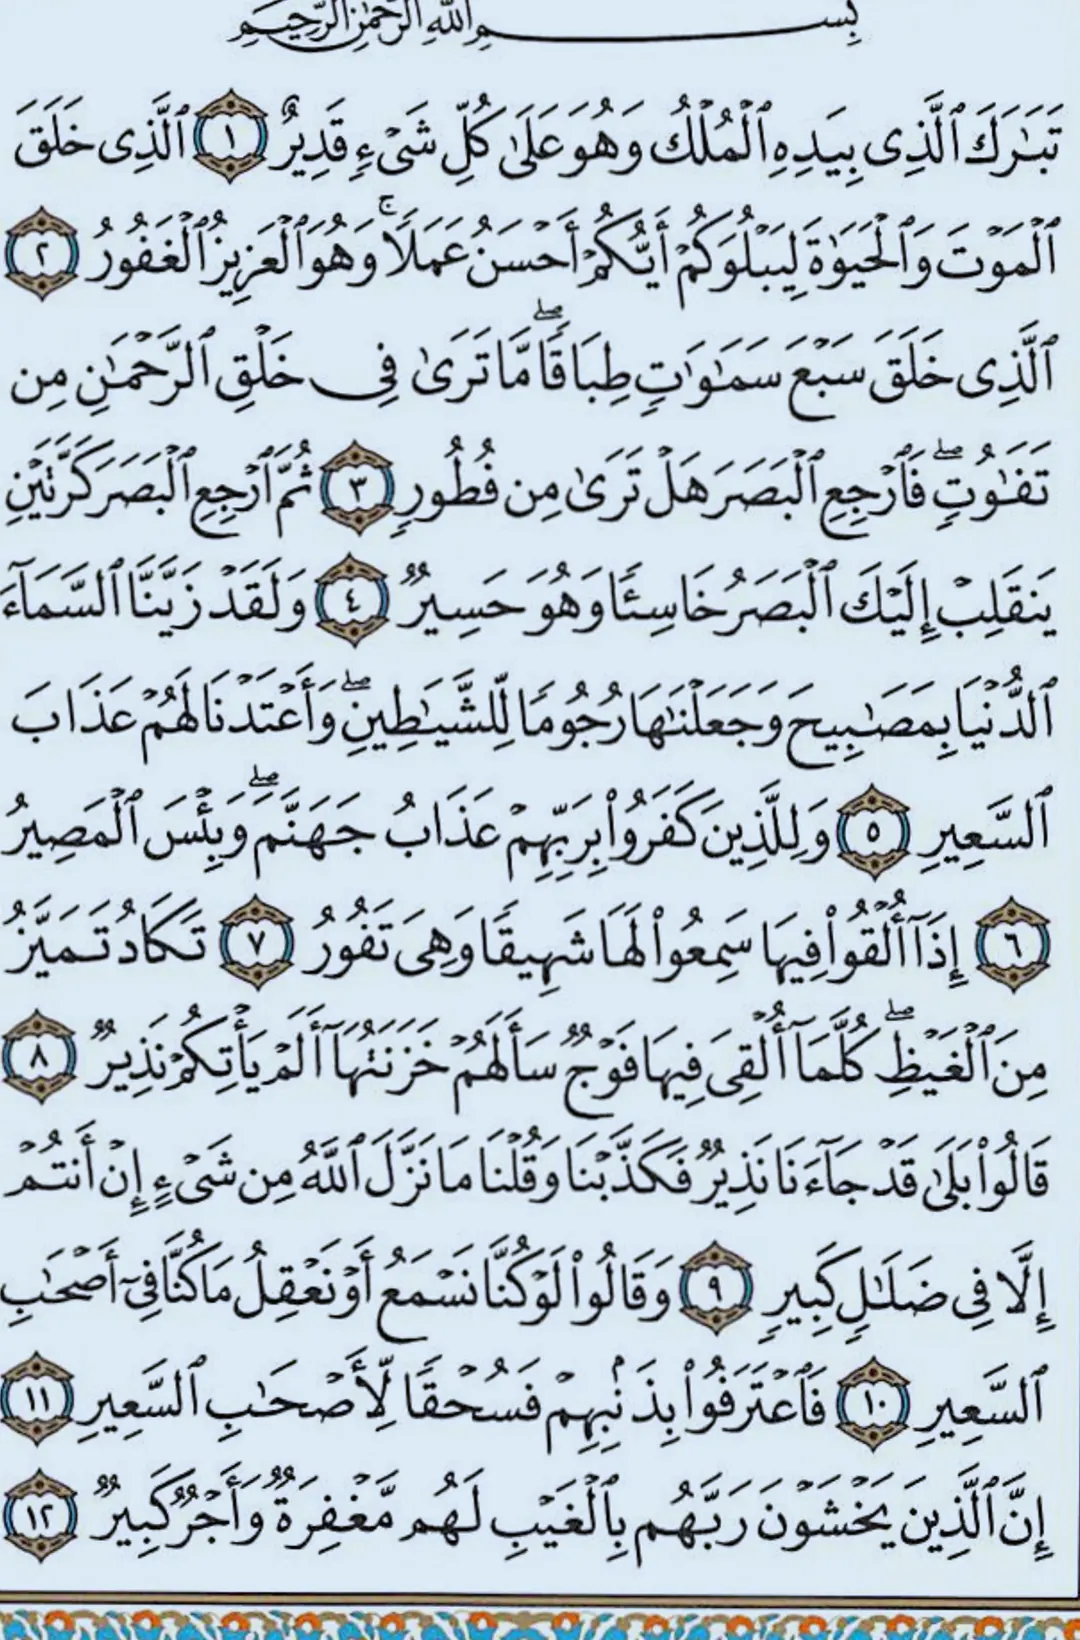 بِسْمِ ٱللَّهِ ٱلرَّحْمَٰنِ ٱلرَّحِيمِ
تَبَٰرَكَ ٱلَّذِى بِيَدِهِ ٱلْمُلْكُ وَهُوَ عَلَىٰ كُلِّ شَىْءٍ قَدِيرٌ ١ ٱلَّذِى خَلَقَ
ٱلْمَوْتَ وَٱلْحَيَوٰةَ لِيَبْلُوَكُمْ أَيُّكُمْ أَحْسَنُ عَمَلًا ۚ وَهُوَ ٱلْعَزِيزُ ٱلْغَفُورُ ٢
ٱلَّذِى خَلَقَ سَبْعَ سَمَٰوَٰتٍ طِبَاقًا ۖ مَّا تَرَىٰ فِى خَلْقِ ٱلرَّحْمَٰنِ مِن
تَفَٰوُتٍ ۖ فَٱرْجِعِ ٱلْبَصَرَ هَلْ تَرَىٰ مِن فُطُورٍ ٣ ثُمَّ ٱرْجِعِ ٱلْبَصَرَ كَرَّتَيْنِ
يَنقَلِبْ إِلَيْكَ ٱلْبَصَرُ خَاسِئًا وَهُوَ حَسِيرٌ ٤ وَلَقَدْ زَيَّنَّا ٱلسَّمَآءَ
ٱلدُّنْيَا بِمَصَٰبِيحَ وَجَعَلْنَٰهَا رُجُومًا لِّلشَّيَٰطِينِ ۖ وَأَعْتَدْنَا لَهُمْ عَذَابَ
ٱلسَّعِيرِ ٥ وَلِلَّذِينَ كَفَرُوا۟ بِرَبِّهِمْ عَذَابُ جَهَنَّمَ ۖ وَبِئْسَ ٱلْمَصِيرُ
٦ إِذَآ أُلْقُوا۟ فِيهَا سَمِعُوا۟ لَهَا شَهِيقًا وَهِىَ تَفُورُ ٧ تَكَادُ تَمَيَّزُ
مِنَ ٱلْغَيْظِ ۖ كُلَّمَآ أُلْقِىَ فِيهَا فَوْجٌ سَأَلَهُمْ خَزَنَتُهَآ أَلَمْ يَأْتِكُمْ نَذِيرٌ ٨
قَالُوا۟ بَلَىٰ قَدْ جَآءَنَا نَذِيرٌ فَكَذَّبْنَا وَقُلْنَا مَا نَزَّلَ ٱللَّهُ مِن شَىْءٍ إِنْ أَنتُمْ
إِلَّا فِى ضَلَٰلٍ كَبِيرٍ ٩ وَقَالُوا۟ لَوْ كُنَّا نَسْمَعُ أَوْ نَعْقِلُ مَا كُنَّا فِىٓ أَصْحَٰبِ
ٱلسَّعِيرِ ١٠ فَٱعْتَرَفُوا۟ بِذَنۢبِهِمْ فَسُحْقًا لِّأَصْحَٰبِ ٱلسَّعِيرِ ١١
إِنَّ ٱلَّذِينَ يَخْشَوْنَ رَبَّهُم بِٱلْغَيْبِ لَهُم مَّغْفِرَةٌ وَأَجْرٌ كَبِيرٌ ١٢